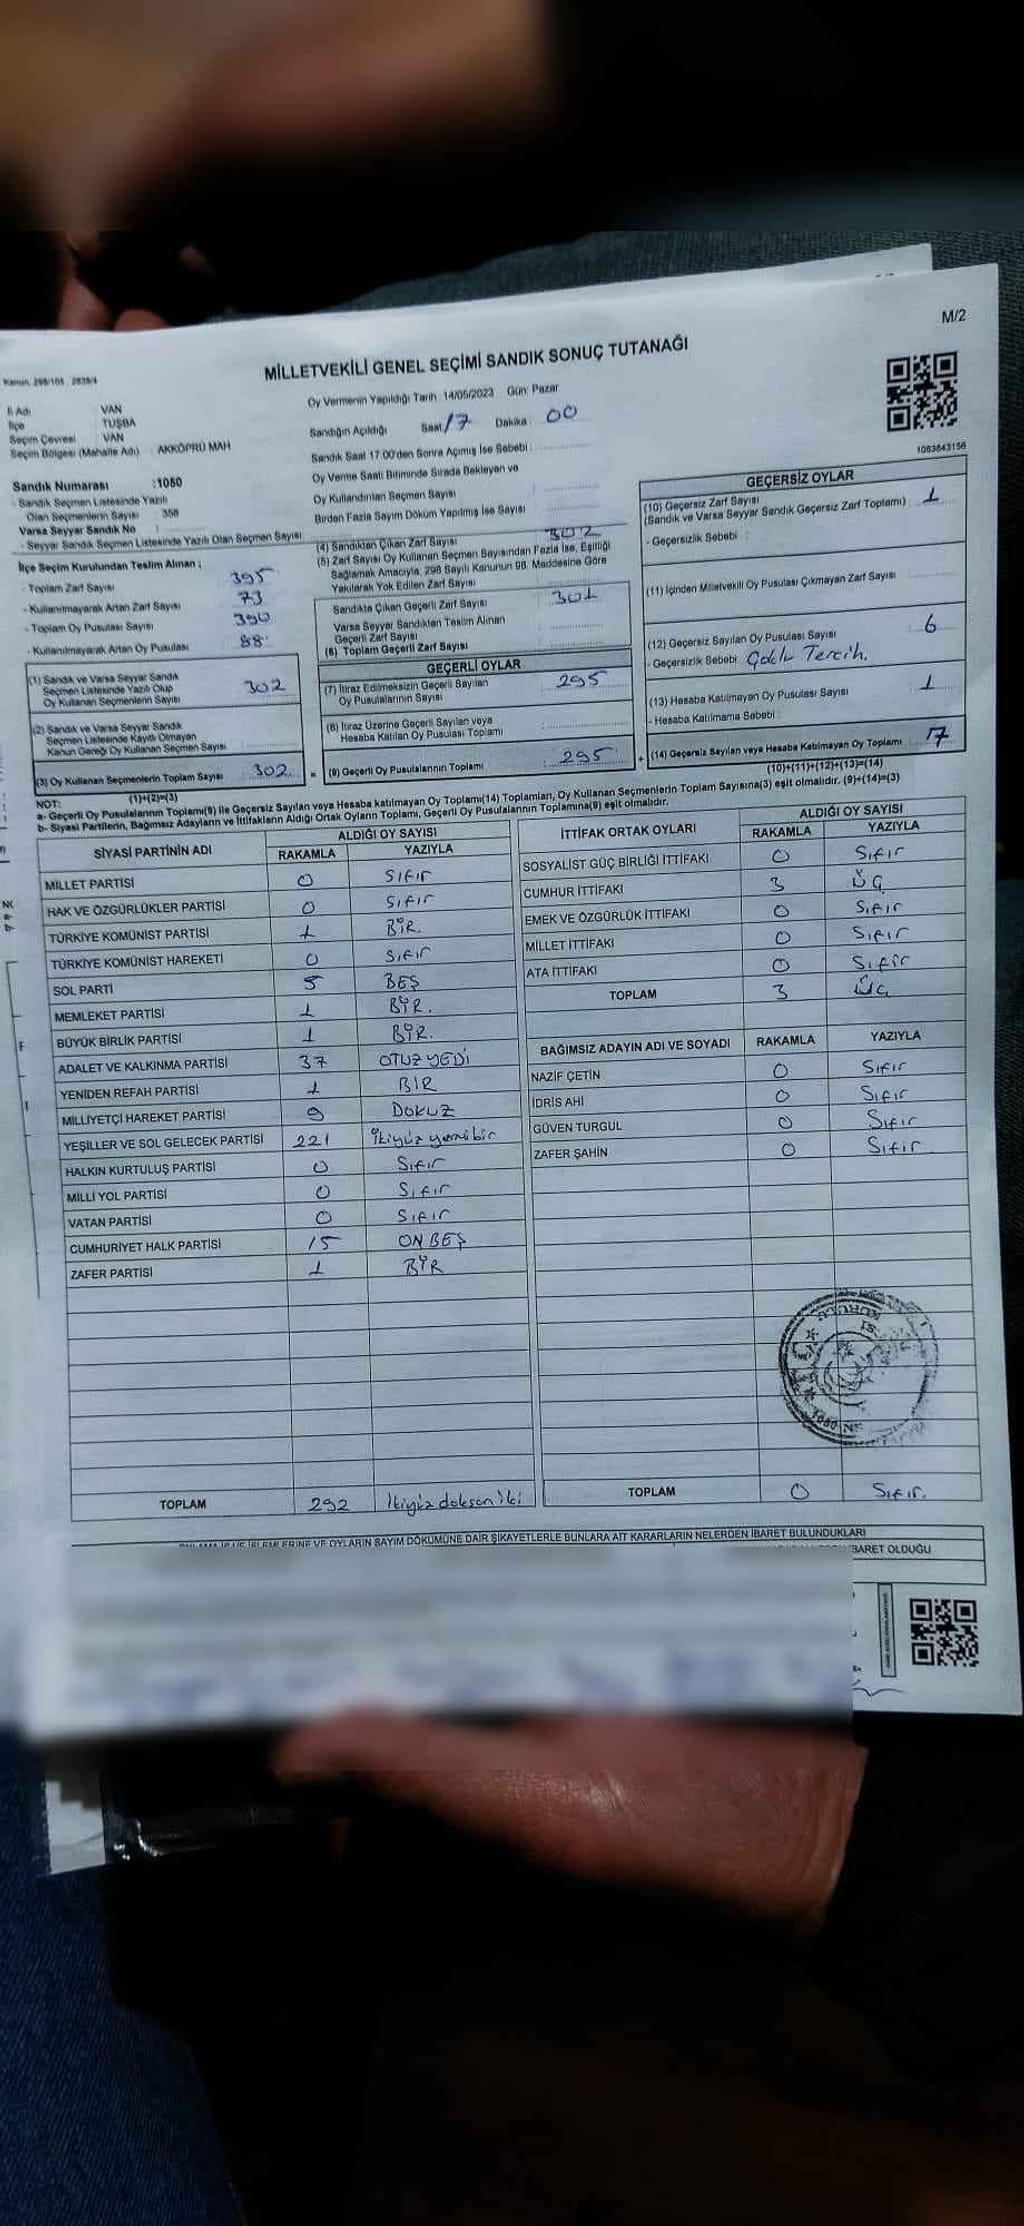 M/2
MİLLETVEKİLİ GENEL SEÇİMİ SANDIK SONUÇ TUTANAĞI
Kanun: 298/105 , 2839/4
Oy Vermenin Yapıldığı Tarih 14/05/2023 Gün: Pazar
İl Adı VAN
İlçe TUŞBA
Seçim Çevresi VAN
Seçim Bölgesi (Mahalle Adı) : AKKÖPRÜ MAH
Sandığın Açıldığı Saat 17 Dakika 00
Sandık Saat 17.00'den Sonra Açılmış İse Sebebi
Oy Verme Saati Bitiminde Sırada Bekleyen ve
Oy Kullandırılan Seçmen Sayısı
Birden Fazla Sayım Döküm Yapılmış İse Sayısı
1063843156
Sandık Numarası :1050
- Sandık Seçmen Listesinde Yazılı
Olan Seçmenlerin Sayısı 358
Varsa Seyyar Sandık No
- Seyyar Sandık Seçmen Listesinde Yazılı Olan Seçmen Sayısı
İlçe Seçim Kurulundan Teslim Alınan ;
- Toplam Zarf Sayısı 395
- Kullanılmayarak Artan Zarf Sayısı 73
- Toplam Oy Pusulası Sayısı 390
- Kullanılmayarak Artan Oy Pusulası 88
(1) Sandık ve Varsa Seyyar Sandık
Seçmen Listesinde Yazılı Olup
Oy Kullanan Seçmenlerin Sayısı 302
(2) Sandık ve Varsa Seyyar Sandık
Seçmen Listesinde Kayıtlı Olmayan
Kanun Gereği Oy Kullanan Seçmen Sayısı
(3) Oy Kullanan Seçmenlerin Toplam Sayısı 302
(1)+(2)=(3)
(4) Sandıktan Çıkan Zarf Sayısı 302
(5) Zarf Sayısı Oy Kullanan Seçmen Sayısından Fazla İse, Eşitliği
Sağlamak Amacıyla, 298 Sayılı Kanunun 98. Maddesine Göre
Yakılarak Yok Edilen Zarf Sayısı
Sandıkta Çıkan Geçerli Zarf Sayısı 301
Varsa Seyyar Sandıktan Teslim Alınan
Geçerli Zarf Sayısı
(6) Toplam Geçerli Zarf Sayısı
GEÇERLİ OYLAR
(7) İtiraz Edilmeksizin Geçerli Sayılan
Oy Pusulalarının Sayısı 295
(8) İtiraz Üzerine Geçerli Sayılan veya
Hesaba Katılan Oy Pusulası Toplamı
= (9) Geçerli Oy Pusulalarının Toplamı 295
GEÇERSİZ OYLAR
(10) Geçersiz Zarf Sayısı
(Sandık ve Varsa Seyyar Sandık Geçersiz Zarf Toplamı) 1
- Geçersizlik Sebebi :
(11) İçinden Milletvekili Oy Pusulası Çıkmayan Zarf Sayısı
(12) Geçersiz Sayılan Oy Pusulası Sayısı 6
- Geçersizlik Sebebi Çoklu Tercih.
(13) Hesaba Katılmayan Oy Pusulası Sayısı 1
- Hesaba Katılmama Sebebi
+ (14) Geçersiz Sayılan veya Hesaba Katılmayan Oy Toplamı 7
(10)+(11)+(12)+(13)=(14)
NOT:
a- Geçerli Oy Pusulalarının Toplamı(9) ile Geçersiz Sayılan veya Hesaba katılmayan Oy Toplamı(14) Toplamları, Oy Kullanan Seçmenlerin Toplam Sayısına(3) eşit olmalıdır. (9)+(14)=(3)
b- Siyasi Partilerin, Bağımsız Adayların ve İttifakların Aldığı Ortak Oyların Toplamı, Geçerli Oy Pusulalarının Toplamına(9) eşit olmalıdır.
SİYASİ PARTİNİN ADI ALDIĞI OY SAYISI
RAKAMLA YAZIYLA
MİLLET PARTİSİ 0 SIFIR
HAK VE ÖZGÜRLÜKLER PARTİSİ 0 SIFIR
TÜRKİYE KOMÜNİST PARTİSİ 1 BİR.
TÜRKİYE KOMÜNİST HAREKETİ 0 SIFIR
SOL PARTİ 5 BEŞ
MEMLEKET PARTİSİ 1 BİR.
BÜYÜK BİRLİK PARTİSİ 1 BİR.
ADALET VE KALKINMA PARTİSİ 37 OTUZ YEDİ
YENİDEN REFAH PARTİSİ 1 BİR
MİLLİYETÇİ HAREKET PARTİSİ 9 DOKUZ
YEŞİLLER VE SOL GELECEK PARTİSİ 221 ikiyüz yirmi bir
HALKIN KURTULUŞ PARTİSİ 0 SIFIR
MİLLİ YOL PARTİSİ 0 SIFIR
VATAN PARTİSİ 0 SIFIR
CUMHURİYET HALK PARTİSİ 15 ON BEŞ
ZAFER PARTİSİ 1 BİR
TOPLAM 292 ikiyüz doksan iki
İTTİFAK ORTAK OYLARI ALDIĞI OY SAYISI
RAKAMLA YAZIYLA
SOSYALİST GÜÇ BİRLİĞİ İTTİFAKI 0 SIFIR
CUMHUR İTTİFAKI 3 ÜÇ
EMEK VE ÖZGÜRLÜK İTTİFAKI 0 SIFIR
MİLLET İTTİFAKI 0 SIFIR
ATA İTTİFAKI 0 SIFIR
TOPLAM 3 ÜÇ
BAĞIMSIZ ADAYIN ADI VE SOYADI RAKAMLA YAZIYLA
NAZİF ÇETİN 0 SIFIR
İDRİS AHİ 0 SIFIR
GÜVEN TURGUL 0 SIFIR
ZAFER ŞAHİN 0 SIFIR
TOPLAM 0 SIFIR.
VE OYLARIN SAYIM DÖKÜMÜNE DAİR ŞİKAYETLERLE BUNLARA AİT KARARLARIN NELERDEN İBARET BULUNDUKLARI
OLDUĞU